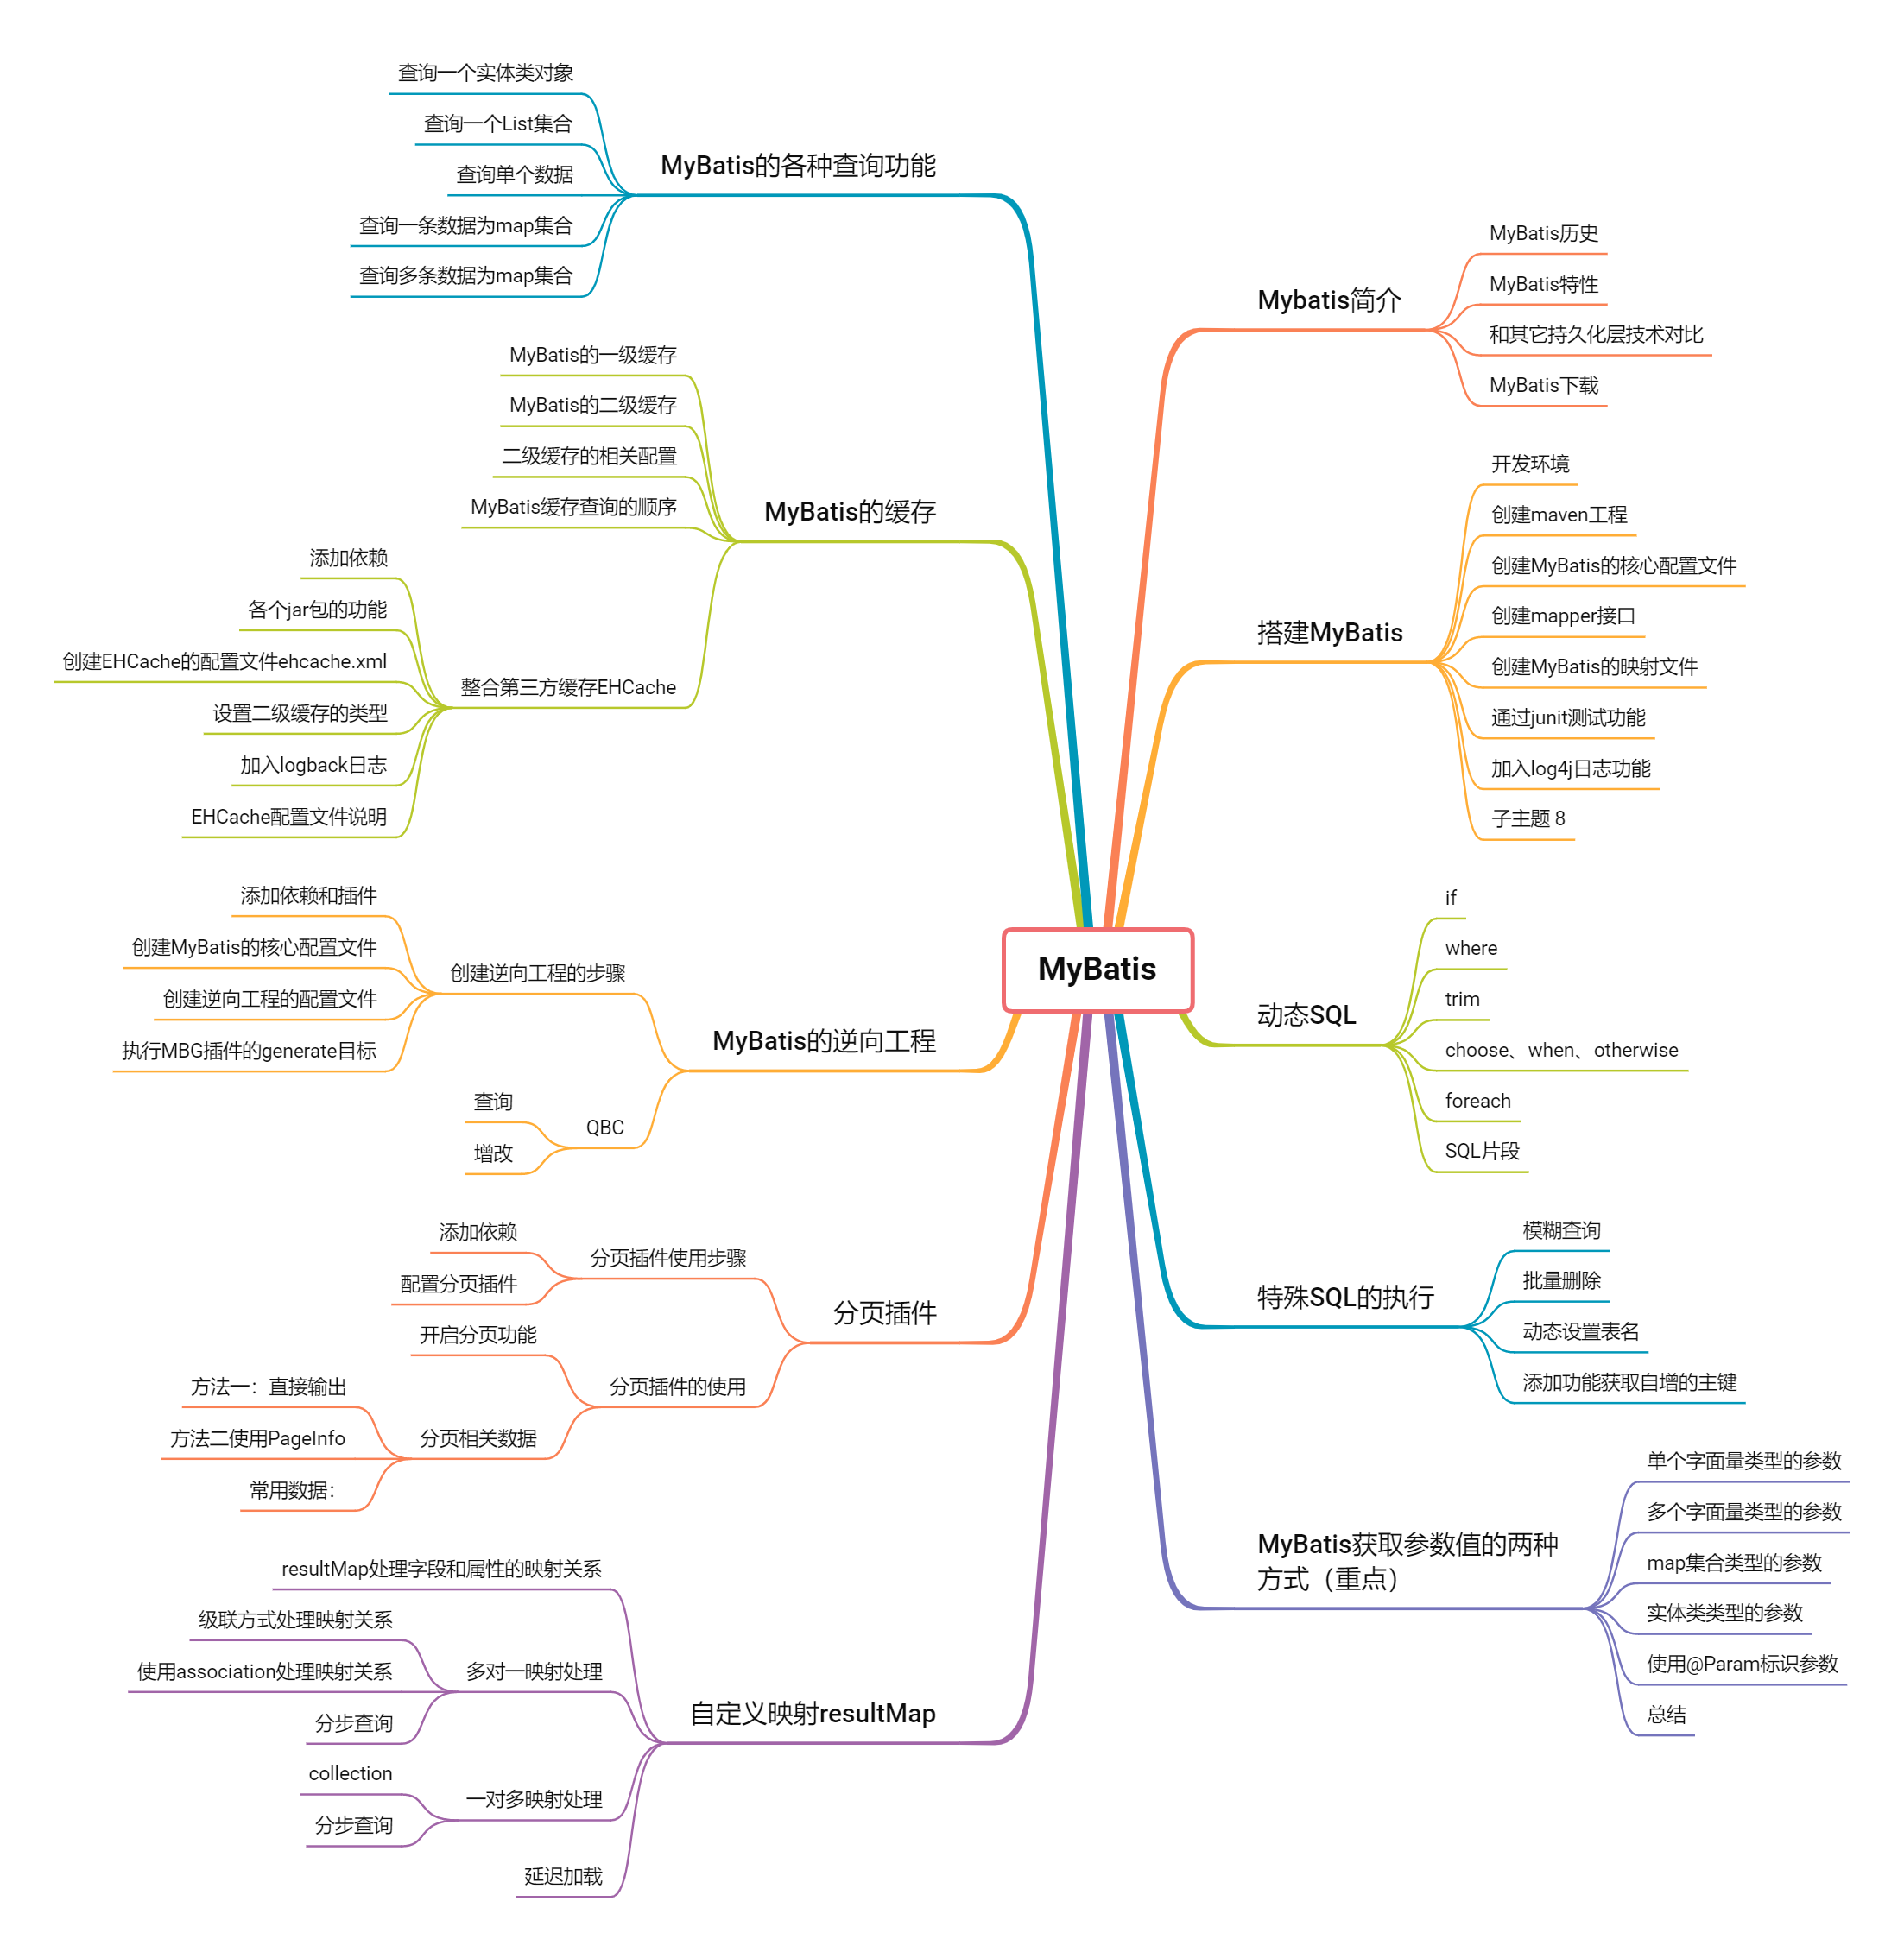 MyBatis
Mybatis简介
MyBatis历史
MyBatis特性
和其它持久化层技术对比
MyBatis下载
搭建MyBatis
开发环境
创建maven工程
创建MyBatis的核心配置文件
创建mapper接口
创建MyBatis的映射文件
通过junit测试功能
加入log4j日志功能
子主题 8
动态SQL
if
where
trim
choose、when、otherwise
foreach
SQL片段
特殊SQL的执行
模糊查询
批量删除
动态设置表名
添加功能获取自增的主键
MyBatis获取参数值的两种
方式（重点）
单个字面量类型的参数
多个字面量类型的参数
map集合类型的参数
实体类类型的参数
使用@Param标识参数
总结
MyBatis的各种查询功能
查询一个实体类对象
查询一个List集合
查询单个数据
查询一条数据为map集合
查询多条数据为map集合
MyBatis的缓存
MyBatis的一级缓存
MyBatis的二级缓存
二级缓存的相关配置
MyBatis缓存查询的顺序
整合第三方缓存EHCache
添加依赖
各个jar包的功能
创建EHCache的配置文件ehcache.xml
设置二级缓存的类型
加入logback日志
EHCache配置文件说明
MyBatis的逆向工程
创建逆向工程的步骤
添加依赖和插件
创建MyBatis的核心配置文件
创建逆向工程的配置文件
执行MBG插件的generate目标
QBC
查询
增改
分页插件
分页插件使用步骤
添加依赖
配置分页插件
分页插件的使用
开启分页功能
分页相关数据
方法一：直接输出
方法二使用PageInfo
常用数据：
自定义映射resultMap
resultMap处理字段和属性的映射关系
多对一映射处理
级联方式处理映射关系
使用association处理映射关系
分步查询
一对多映射处理
collection
分步查询
延迟加载